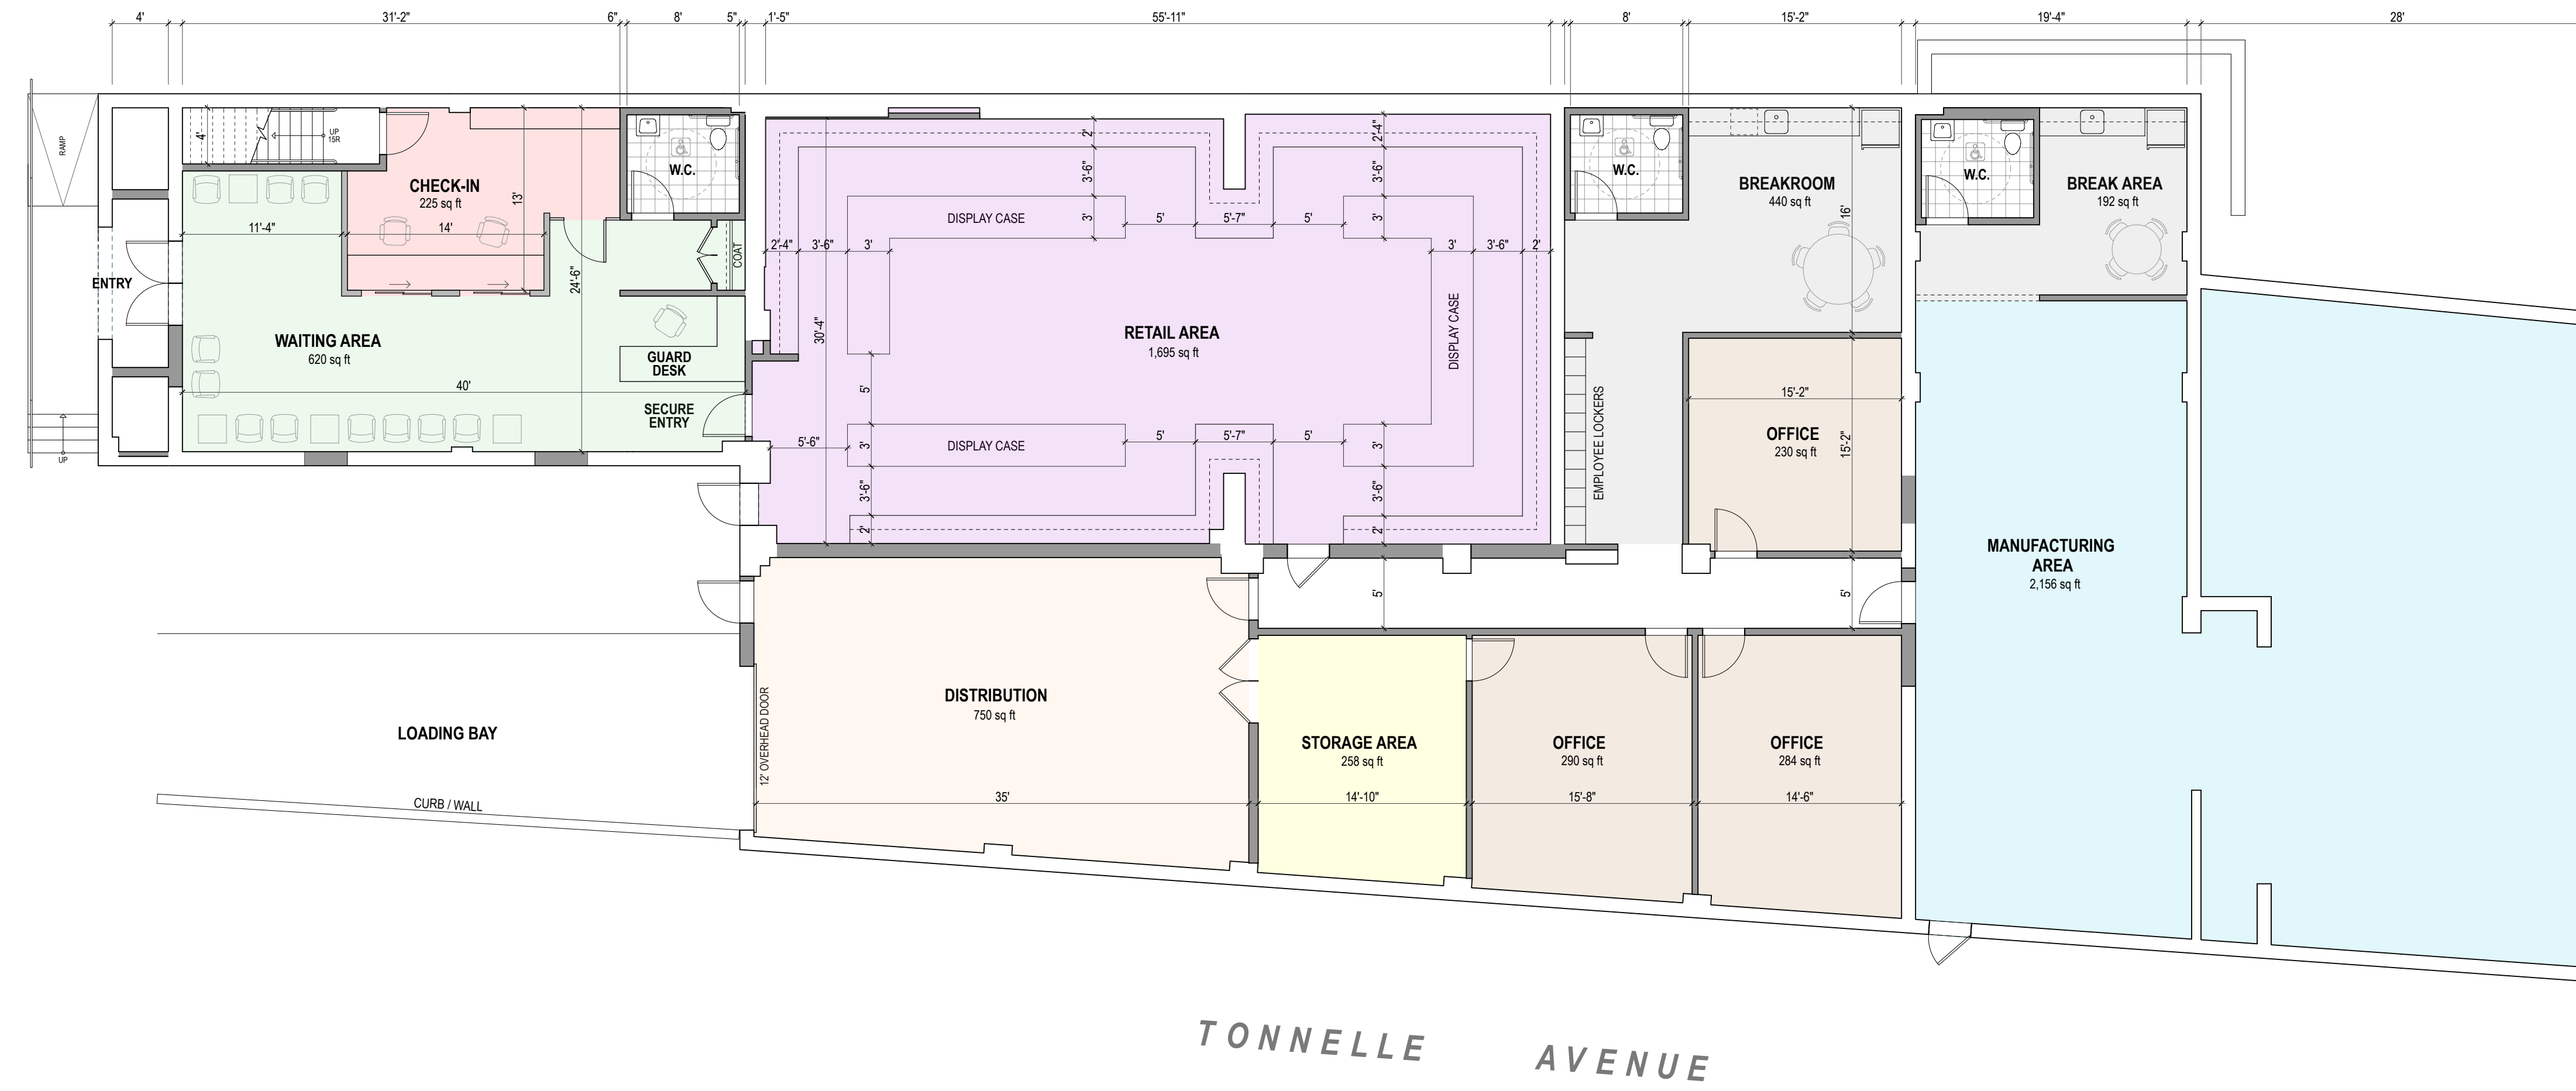 4'
31'-2"
6"
8'
5"
1'-5"
55'-11"
8'
15'-2"
19'-4"
28'
RAMP
4'
UP
15R
CHECK-IN
225 sq ft
13'
W.C.
2'
2'-4"
3'-6"
3'-6"
W.C.
BREAKROOM
440 sq ft
16'
W.C.
BREAK AREA
192 sq ft
11'-4"
14'
DISPLAY CASE
3'
5'
5'-7"
5'
3'
COAT
2'-4"
3'-6"
3'
3'
3'-6"
2'
ENTRY
24'-6"
WAITING AREA
620 sq ft
GUARD
DESK
30'-4"
RETAIL AREA
1,695 sq ft
DISPLAY CASE
40'
5'
SECURE
ENTRY
EMPLOYEE LOCKERS
15'-2"
OFFICE
230 sq ft
15'-2"
5'-6"
3'
DISPLAY CASE
5'
5'-7"
5'
3'
UP
3'-6"
3'-6"
2'
2'
MANUFACTURING
AREA
2,156 sq ft
5'
5'
DISTRIBUTION
750 sq ft
12' OVERHEAD DOOR
LOADING BAY
STORAGE AREA
258 sq ft
OFFICE
290 sq ft
OFFICE
284 sq ft
CURB / WALL
35'
14'-10"
15'-8"
14'-6"
TONNELLE AVENUE